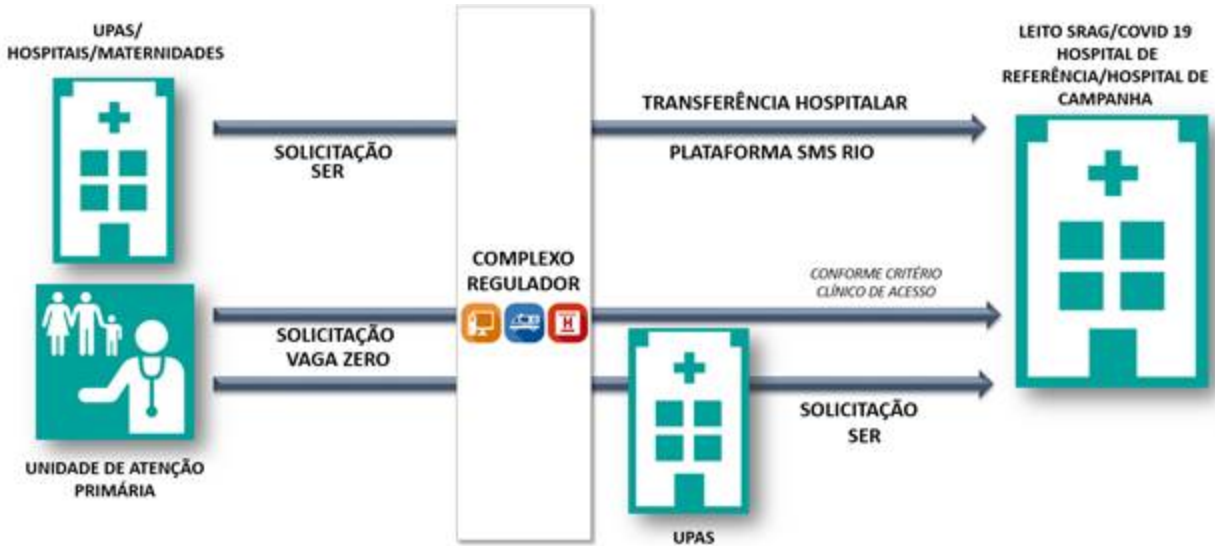 UPAS/
HOSPITAIS/MATERNIDADES
SOLICITAÇÃO
SER
UNIDADE DE ATENÇÃO
PRIMÁRIA
SOLICITAÇÃO
VAGA ZERO
COMPLEXO
REGULADOR
H
TRANSFERÊNCIA HOSPITALAR
PLATAFORMA SMS RIO
CONFORME CRITÉRIO
CLÍNICO DE ACESSO
UPAS
SOLICITAÇÃO
SER
LEITO SRAG/COVID 19
HOSPITAL DE
REFERÊNCIA/HOSPITAL DE
CAMPANHA